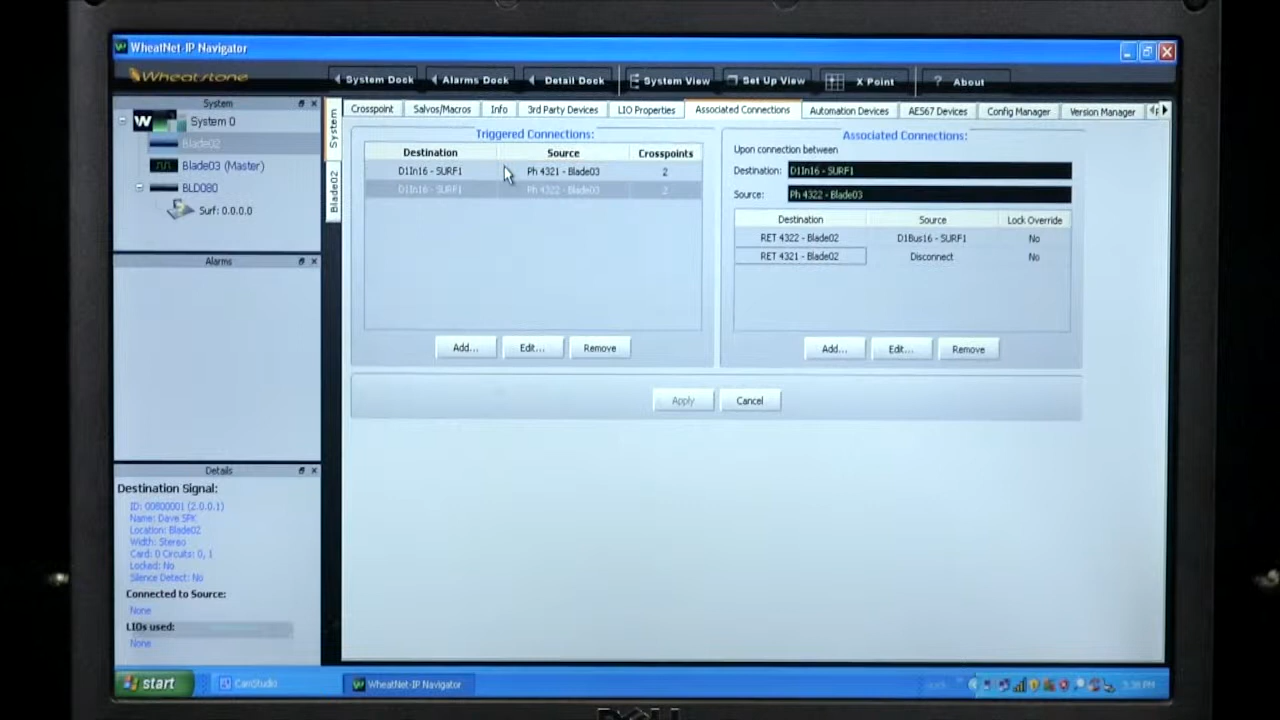 WheatNet-IP Navigator
Wheatstone
System Dock
Alarms Dock
Detail Dock
System View
Set Up View
X Point
? About
System
Crosspoint
Salvos/Macros
Info
3rd Party Devices
LIO Properties
Associated Connections
Automation Devices
AES67 Devices
Config Manager
Version Manager
W System 0
Blade02
Blade03 (Master)
BLD080
Surf: 0.0.0.0
System
Blade02
Triggered Connections:
Destination Source Crosspoints
D1In16 - SURF1 Ph 4321 - Blade03 2
D1In16 - SURF1 Ph 4322 - Blade03 2
Add... Edit... Remove
Associated Connections:
Upon connection between
Destination: D1In16 - SURF1
Source: Ph 4322 - Blade03
Destination Source Lock Override
RET 4322 - Blade02 D1Bus16 - SURF1 No
RET 4321 - Blade02 Disconnect No
Add... Edit... Remove
Apply Cancel
Alarms
Details
Destination Signal:
ID: 00800001 (2.0.0.1)
Name: Dave SPK
Location: Blade02
Width: Stereo
Card: 0 Circuits: 0, 1
Locked: No
Silence Detect: No
Connected to Source:
None
LIOs used:
None
start
CamStudio
WheatNet-IP Navigator
DELL